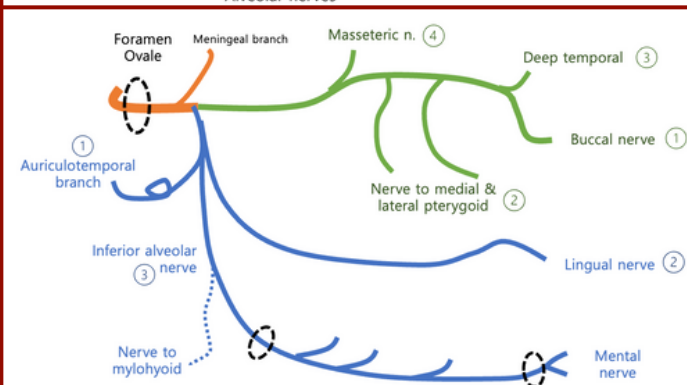 Foramen
Ovale
Meningeal branch
Masseteric n. 4
Deep temporal 3
Buccal nerve 1
1
Auriculotemporal
branch
Nerve to medial &
lateral pterygoid 2
Inferior alveolar
3 nerve
Lingual nerve 2
Nerve to
mylohyoid
Mental
nerve